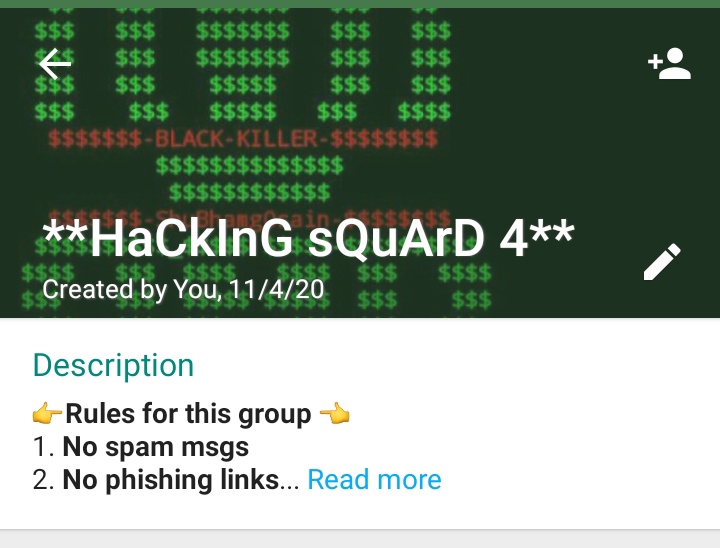 $$$ $$$ $$$$$$$ $$$ $$$
$$$ $$$ $$$$$$$ $$$ $$$
$$$ $$$ $$$$$ $$$ $$$
$$$ $$$ $$$$$ $$$ $$$$
$$$$$$$-BLACK-KILLER-$$$$$$$$
$$$$$$$$$$$$$$
$$$$$$$$$$$$
**HaCkInG sQuArD 4**
Created by You, 11/4/20
Description
👉Rules for this group 👈
1. No spam msgs
2. No phishing links... Read more